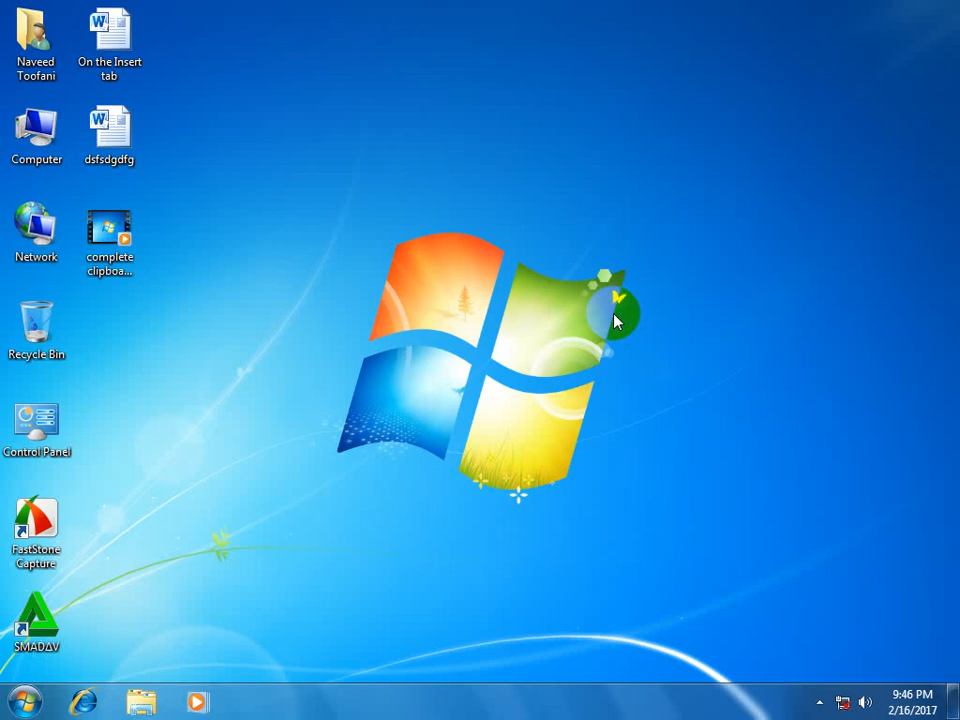 Naveed
Toofani
On the Insert
tab
Computer
dsfsdgdfg
Network
complete
clipboa...
Recycle Bin
Control Panel
FastStone
Capture
SMADΔV
9:46 PM
2/16/2017